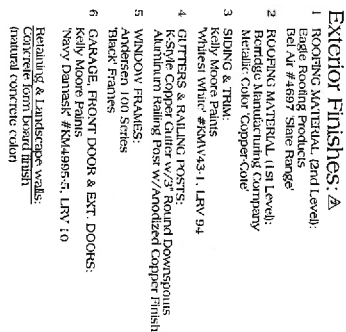 Exterior Finishes: A
1 ROOFING MATERIAL (2nd Level):
Eagle Roofing Products
Bel Air #4697 'Slate Range'
2 ROOFING MATERIAL (1st Level):
Berridge Manufacturing Company
Metallic Color 'Copper-Cote'
3 SIDING & TRIM:
Kelly Moore Paints
'Whitest White' #KMW43-1, LRV 94
4 GUTTERS & RAILING POSTS:
K-Style Copper Gutter w/3" Round Downspouts
Aluminum Railing Post w/Anodized Copper Finish
5 WINDOW FRAMES:
Andersen 100 Series
'Black' Frames
6 GARAGE, FRONT DOOR & EXT. DOORS:
Kelly Moore Paints
'Navy Damask' #KM4995-5, LRV 10
Retaining & Landscape walls:
Concrete form board finish
(natural concrete color)